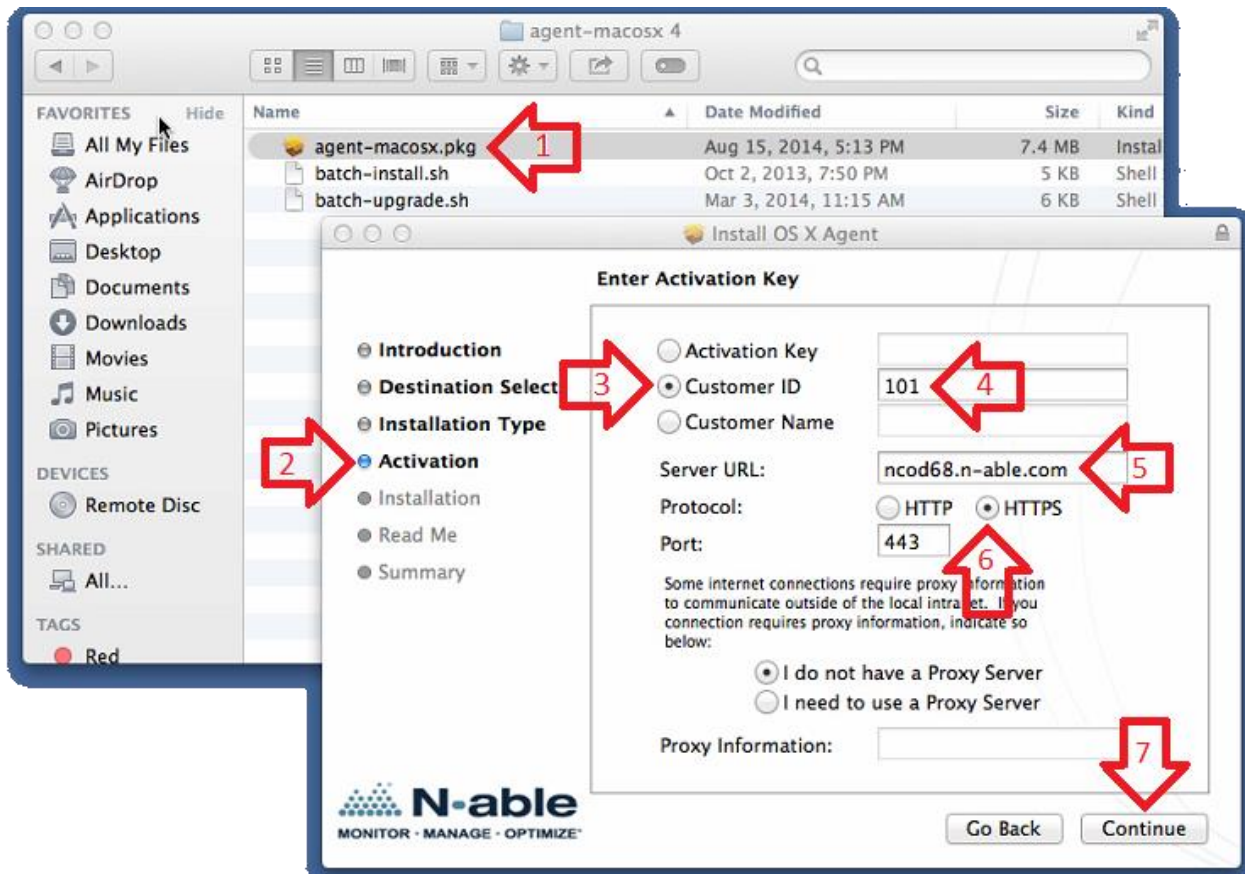 agent-macosx 4
FAVORITES Hide
All My Files
AirDrop
Applications
Desktop
Documents
Downloads
Movies
Music
Pictures
DEVICES
Remote Disc
SHARED
All...
TAGS
Red
Name Date Modified Size Kind
agent-macosx.pkg 1 Aug 15, 2014, 5:13 PM 7.4 MB Instal
batch-install.sh Oct 2, 2013, 7:50 PM 5 KB Shell
batch-upgrade.sh Mar 3, 2014, 11:15 AM 6 KB Shell
Install OS X Agent
Enter Activation Key
Introduction
Destination Select
Installation Type
2 Activation
Installation
Read Me
Summary
Activation Key
3 Customer ID 101 4
Customer Name
Server URL: ncod68.n-able.com 5
Protocol: HTTP HTTPS
Port: 443
6
Some internet connections require proxy information
to communicate outside of the local intranet. If you
connection requires proxy information, indicate so
below:
I do not have a Proxy Server
I need to use a Proxy Server
Proxy Information:
7
N-able
MONITOR · MANAGE · OPTIMIZE
Go Back Continue